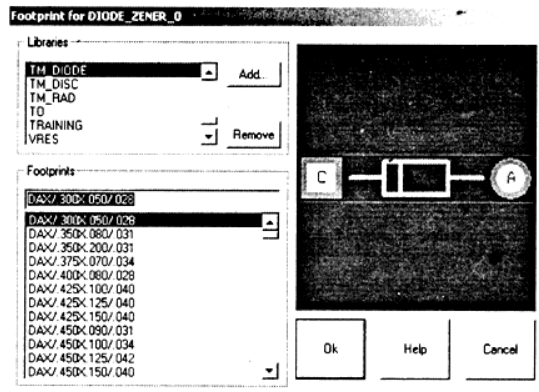 Footprint for DIODE_ZENER_0
Libraries
TM_DIODE
TM_DISC
TM_RAD
TO
TRAINING
VRES
Add...
Remove
Footprints
DAX/.300X.050/.028
DAX/.300X.050/.028
DAX/.350X.080/.031
DAX/.350X.200/.031
DAX/.375X.070/.034
DAX/.400X.080/.028
DAX/.425X.100/.040
DAX/.425X.125/.040
DAX/.425X.150/.040
DAX/.450X.090/.031
DAX/.450X.100/.034
DAX/.450X.125/.042
DAX/.450X.150/.040
C
A
Ok
Help
Cancel